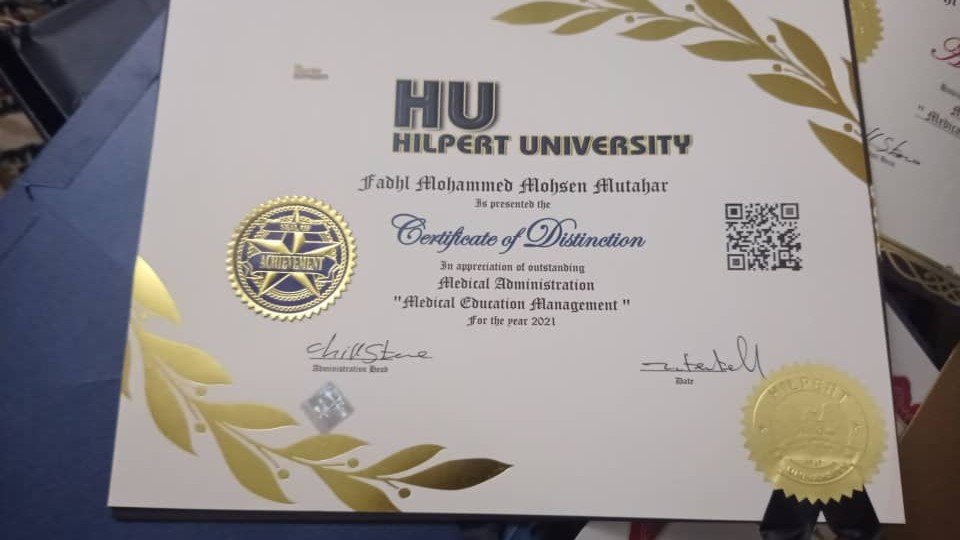 HU
HILPERT UNIVERSITY
Fadhl Mohammed Mohsen Mutahar
Is presented the
Certificate of Distinction
In appreciation of outstanding
Medical Administration
"Medical Education Management "
For the year 2021
ACHIEVEMENT
Administration Head
Date
HILPERT
"Medical